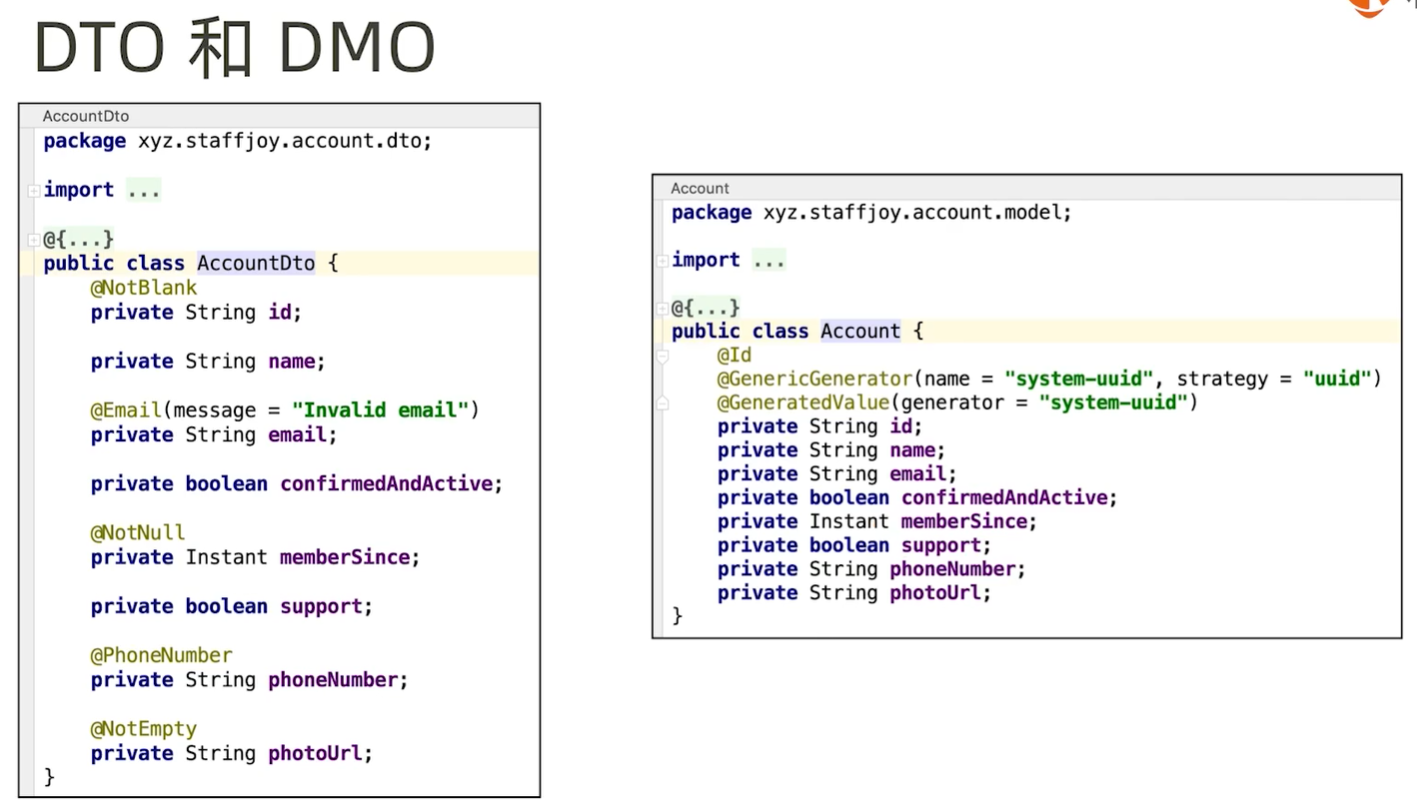 DTO 和 DMO
AccountDto
package xyz.staffjoy.account.dto;
import ...
@{...}
public class AccountDto {
@NotBlank
private String id;
private String name;
@Email(message = "Invalid email")
private String email;
private boolean confirmedAndActive;
@NotNull
private Instant memberSince;
private boolean support;
@PhoneNumber
private String phoneNumber;
@NotEmpty
private String photoUrl;
}
Account
package xyz.staffjoy.account.model;
import ...
@{...}
public class Account {
@Id
@GenericGenerator(name = "system-uuid", strategy = "uuid")
@GeneratedValue(generator = "system-uuid")
private String id;
private String name;
private String email;
private boolean confirmedAndActive;
private Instant memberSince;
private boolean support;
private String phoneNumber;
private String photoUrl;
}